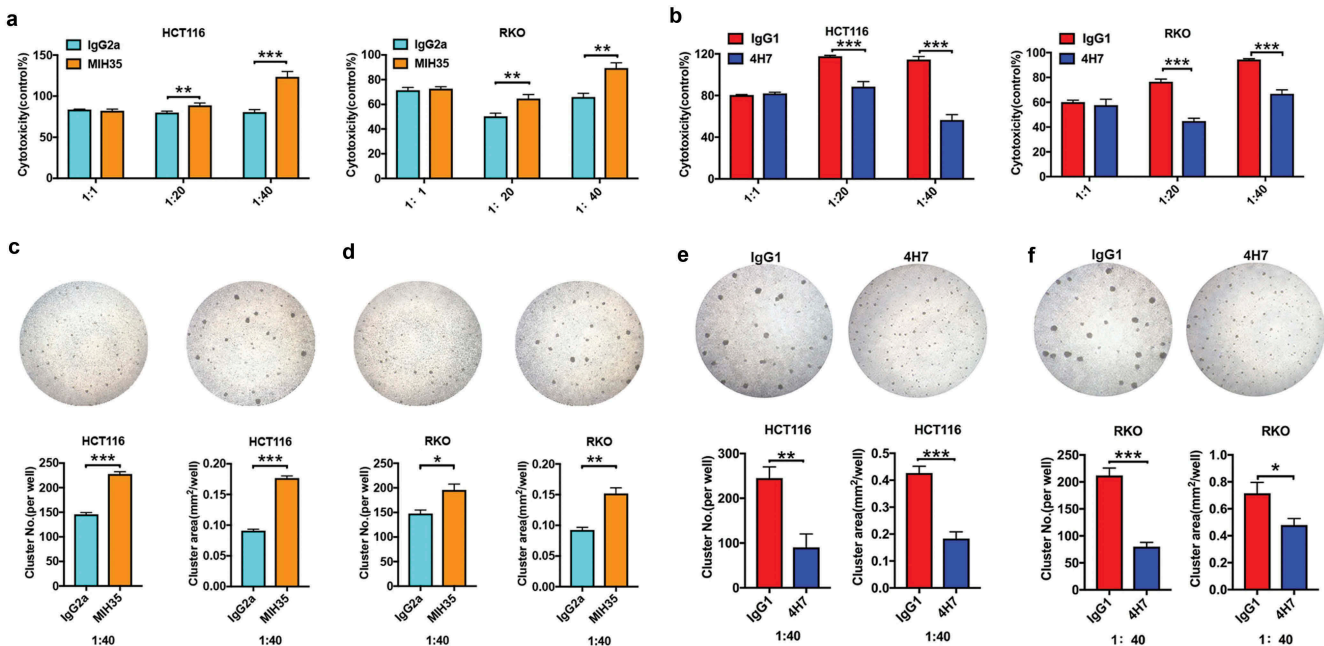 a
HCT116
IgG2a
MIH35
Cytotoxicity(control%)
150
100
50
0
**
***
1:1
1:20
1:40
RKO
IgG2a
MIH35
Cytotoxicity(control%)
100
80
60
40
20
0
**
**
1: 1
1: 20
1: 40
b
HCT116
IgG1
4H7
Cytotoxicity(control%)
120
80
40
0
***
***
1:1
1:20
1:40
RKO
IgG1
4H7
Cytotoxicity(control%)
100
80
60
40
20
0
***
***
1:1
1:20
1:40
c
HCT116
***
Cluster No.(per well)
250
200
150
100
50
0
IgG2a
MIH35
1:40
HCT116
***
Cluster area(mm²/well)
0.20
0.15
0.10
0.05
0.00
IgG2a
MIH35
d
RKO
*
Cluster No.(per well)
250
200
150
100
50
0
IgG2a
MIH35
1:40
RKO
**
Cluster area(mm²/well)
0.20
0.15
0.10
0.05
0.00
IgG2a
MIH35
1:40
e
IgG1
4H7
HCT116
**
Cluster No.(per well)
300
200
100
0
IgG1
4H7
1:40
HCT116
***
Cluster area(mm²/well)
0.5
0.4
0.3
0.2
0.1
0.0
IgG1
4H7
1:40
f
IgG1
4H7
RKO
***
Cluster No.(per well)
250
200
150
100
50
0
IgG1
4H7
1: 40
RKO
*
Cluster area(mm²/well)
1.0
0.8
0.6
0.4
0.2
0.0
IgG1
4H7
1: 40